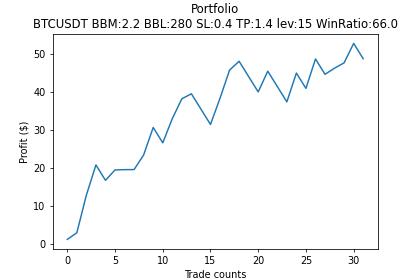 Portfolio
BTCUSDT BBM:2.2 BBL:280 SL:0.4 TP:1.4 lev:15 WinRatio:66.0
50
40
30
20
10
0
Profit ($)
0 5 10 15 20 25 30
Trade counts